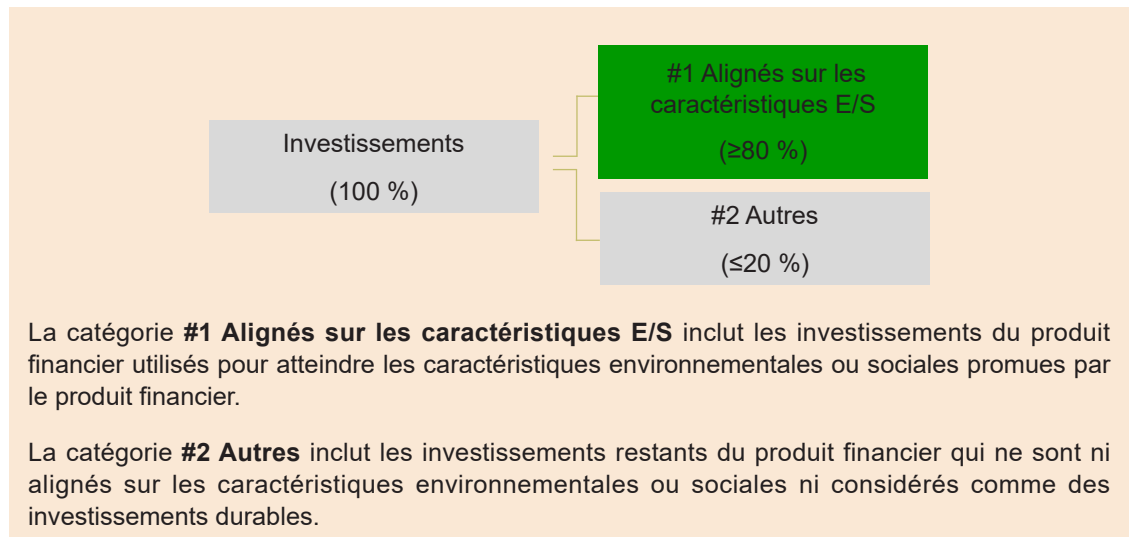 #1 Alignés sur les
caractéristiques E/S
(≥80 %)
Investissements
(100 %)
#2 Autres
(≤20 %)
La catégorie #1 Alignés sur les caractéristiques E/S inclut les investissements du produit
financier utilisés pour atteindre les caractéristiques environnementales ou sociales promues par
le produit financier.
La catégorie #2 Autres inclut les investissements restants du produit financier qui ne sont ni
alignés sur les caractéristiques environnementales ou sociales ni considérés comme des
investissements durables.